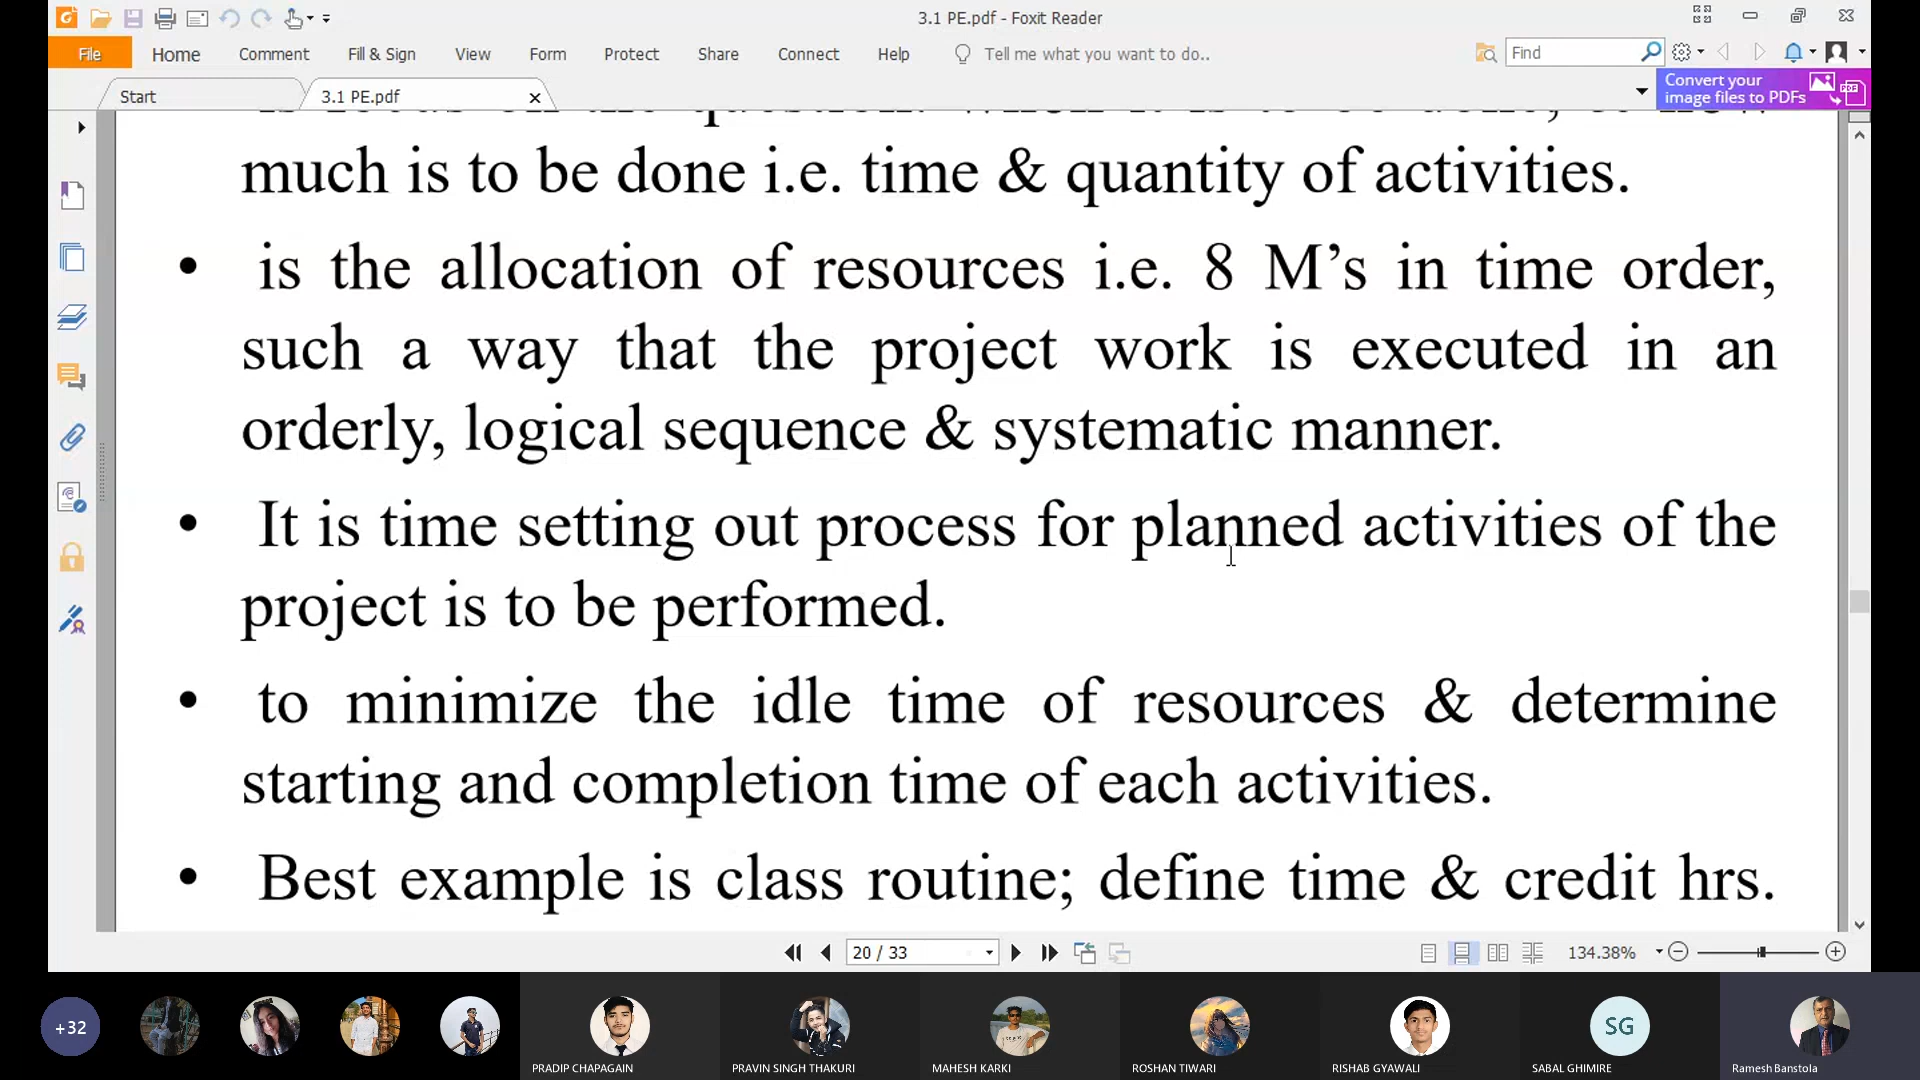 3.1 PE.pdf - Foxit Reader
File Home Comment Fill & Sign View Form Protect Share Connect Help Tell me what you want to do.. Find
Start 3.1 PE.pdf
Convert your
image files to PDFs
much is to be done i.e. time & quantity of activities.
• is the allocation of resources i.e. 8 M’s in time order,
such a way that the project work is executed in an
orderly, logical sequence & systematic manner.
• It is time setting out process for planned activities of the
project is to be performed.
• to minimize the idle time of resources & determine
starting and completion time of each activities.
• Best example is class routine; define time & credit hrs.
20 / 33 134.38%
+32 SG
PRADIP CHAPAGAIN PRAVIN SINGH THAKURI MAHESH KARKI ROSHAN TIWARI RISHAB GYAWALI SABAL GHIMIRE Ramesh Banstola